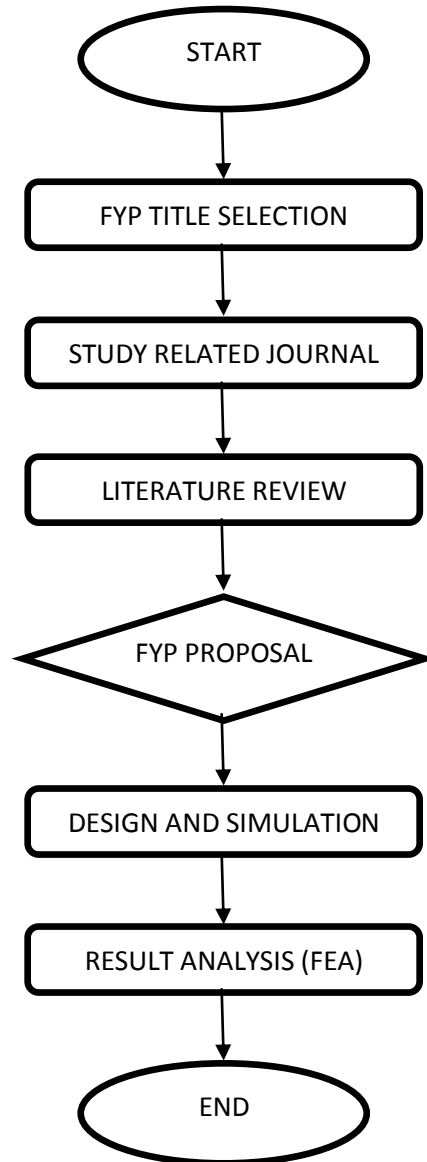 START
FYP TITLE SELECTION
STUDY RELATED JOURNAL
LITERATURE REVIEW
FYP PROPOSAL
DESIGN AND SIMULATION
RESULT ANALYSIS (FEA)
END